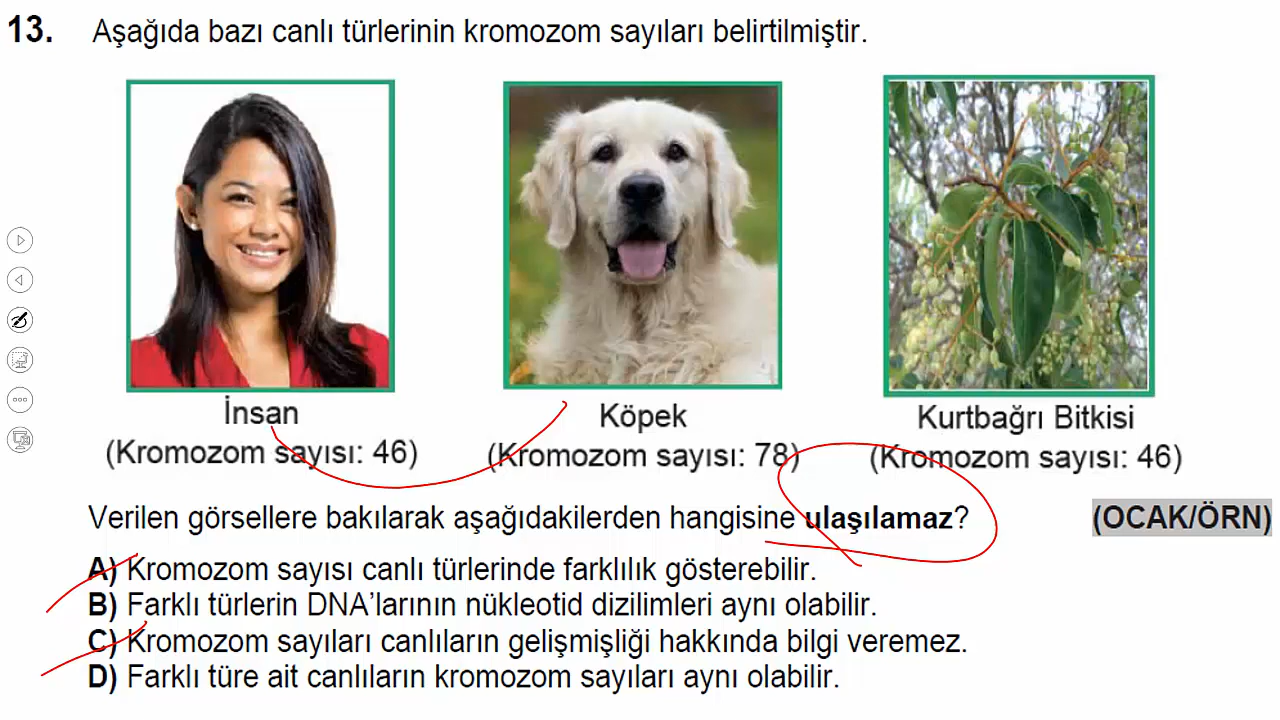 13. Aşağıda bazı canlı türlerinin kromozom sayıları belirtilmiştir.
İnsan
(Kromozom sayısı: 46)
Köpek
(Kromozom sayısı: 78)
Kurtbağrı Bitkisi
(Kromozom sayısı: 46)
Verilen görsellere bakılarak aşağıdakilerden hangisine ulaşılamaz? (OCAK/ÖRN)
A) Kromozom sayısı canlı türlerinde farklılık gösterebilir.
B) Farklı türlerin DNA'larının nükleotid dizilimleri aynı olabilir.
C) Kromozom sayıları canlıların gelişmişliği hakkında bilgi veremez.
D) Farklı türe ait canlıların kromozom sayıları aynı olabilir.